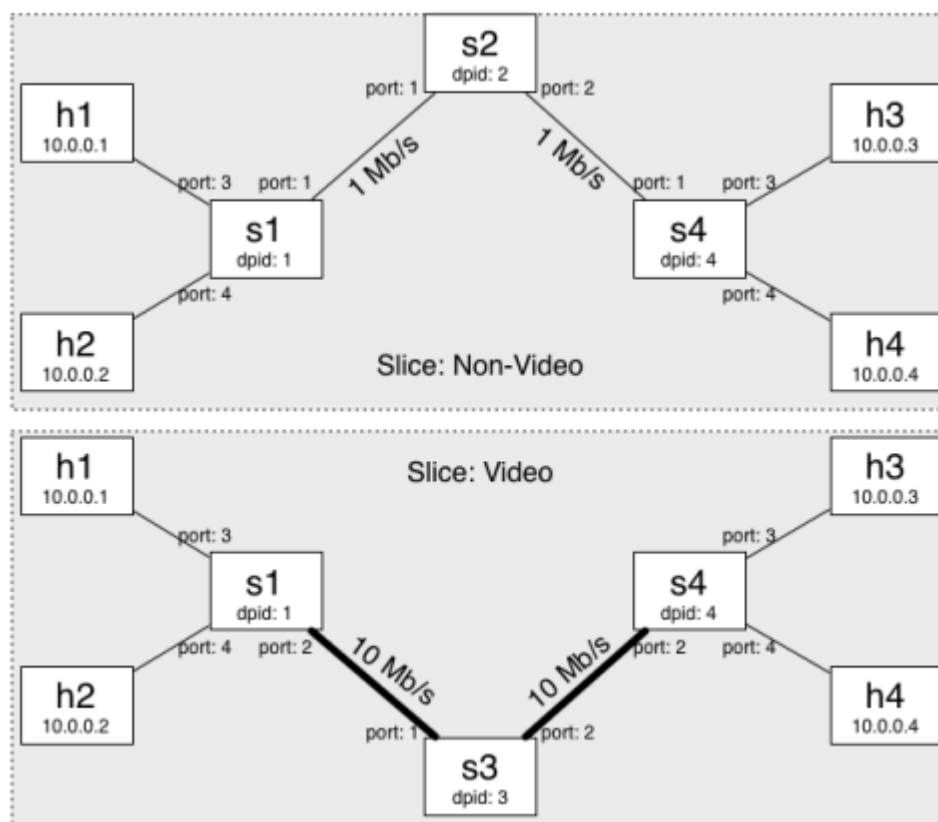 s2
dpid: 2
port: 1
port: 2
h1
10.0.0.1
h3
10.0.0.3
1 Mb/s
1 Mb/s
port: 3
port: 1
port: 1
port: 3
s1
dpid: 1
s4
dpid: 4
port: 4
port: 4
h2
10.0.0.2
h4
10.0.0.4
Slice: Non-Video
Slice: Video
h1
10.0.0.1
h3
10.0.0.3
port: 3
port: 3
s1
dpid: 1
s4
dpid: 4
port: 4
port: 2
port: 2
port: 4
10 Mb/s
10 Mb/s
h2
10.0.0.2
h4
10.0.0.4
port: 1
port: 2
s3
dpid: 3